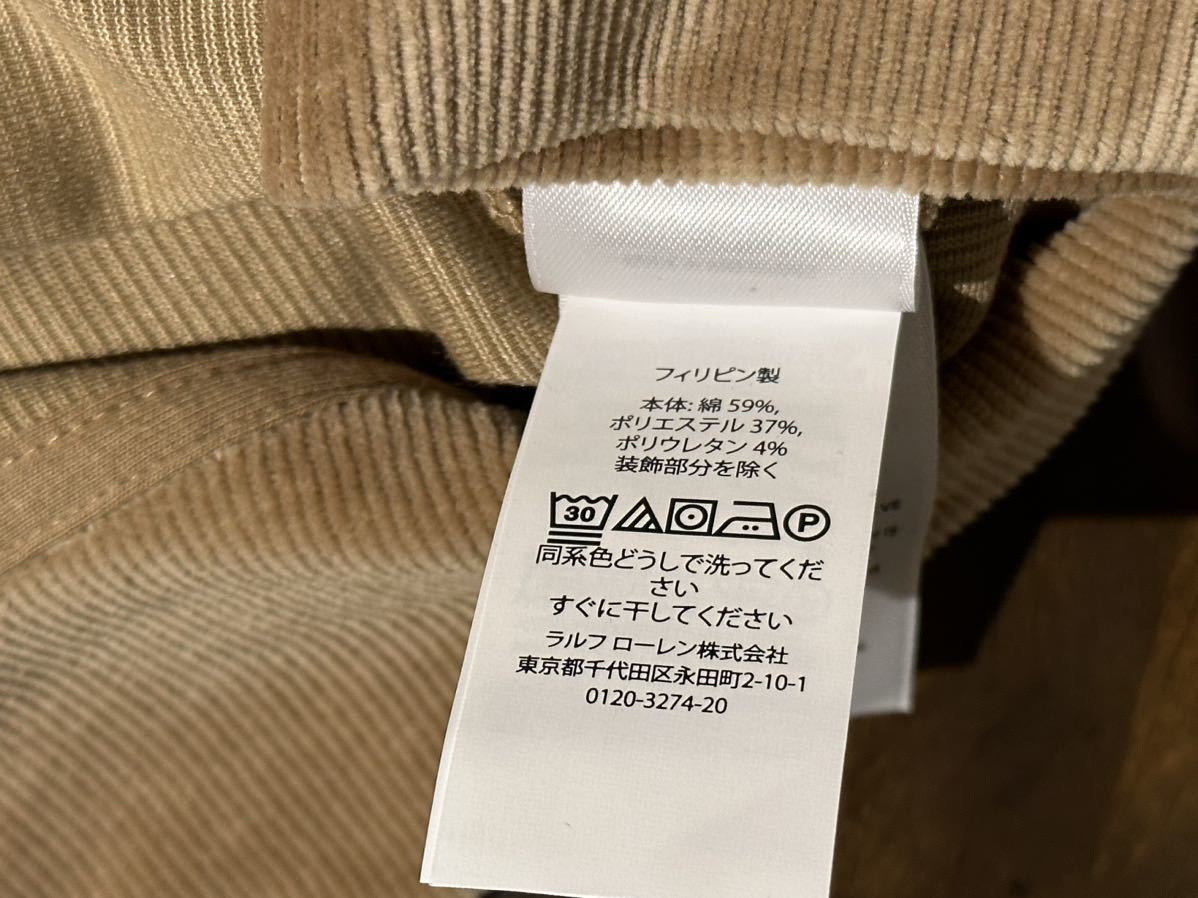 フィリピン製
本体: 綿 59%,
ポリエステル 37%,
ポリウレタン 4%
装飾部分を除く
30 P
同系色どうしで洗ってくだ
さい
すぐに干してください
ラルフ ローレン株式会社
東京都千代田区永田町2-10-1
0120-3274-20